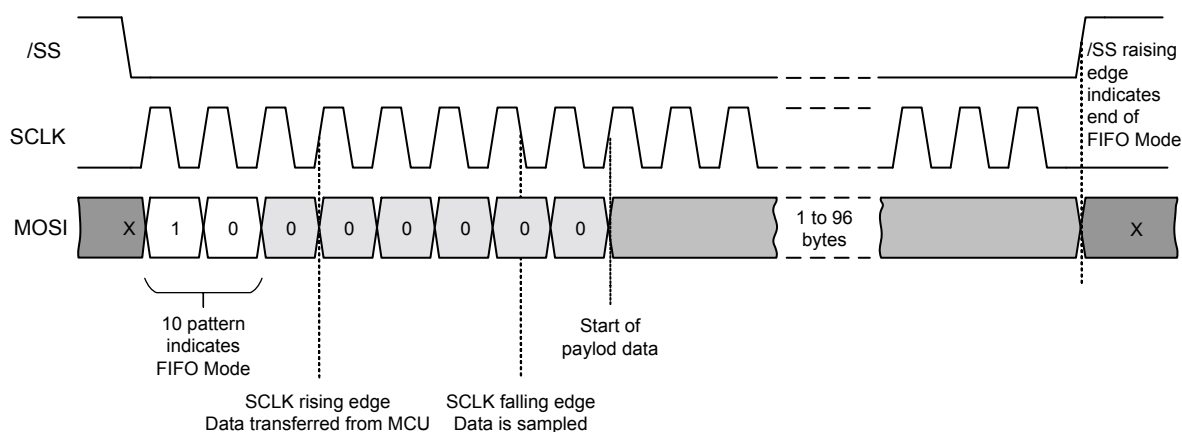 /SS
/SS raising
edge
indicates
end of
FIFO Mode
SCLK
MOSI
X 1 0 0 0 0 0 0 0 1 to 96 X
bytes
10 pattern
indicates
FIFO Mode
Start of
paylod data
SCLK rising edge
Data transferred from MCU
SCLK falling edge
Data is sampled